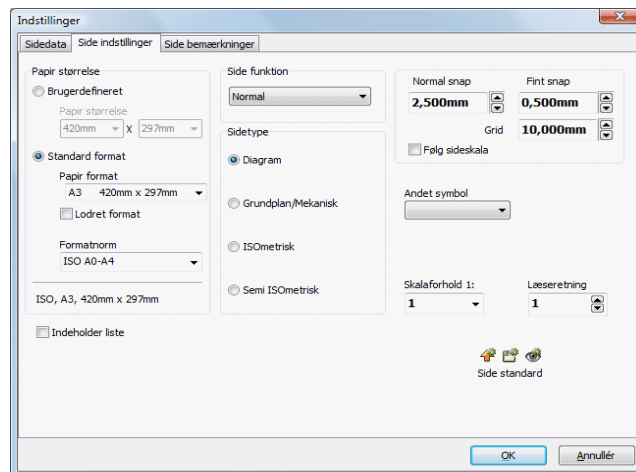 Indstillinger
Sidedata
Side indstillinger
Side bemærkninger
Papir størrelse
Brugerdefineret
Papir størrelse
420mm X 297mm
Standard format
Papir format
A3 420mm x 297mm
Lodret format
Formatnorm
ISO A0-A4
ISO, A3, 420mm x 297mm
Indeholder liste
Side funktion
Normal
Sidetype
Diagram
Grundplan/Mekanisk
ISOmetrisk
Semi ISOmetrisk
Normal snap
Fint snap
2,500mm
0,500mm
Grid
10,000mm
Følg sideskala
Andet symbol
Skalaforhold 1:
Læseretning
1
1
Side standard
OK
Annullér